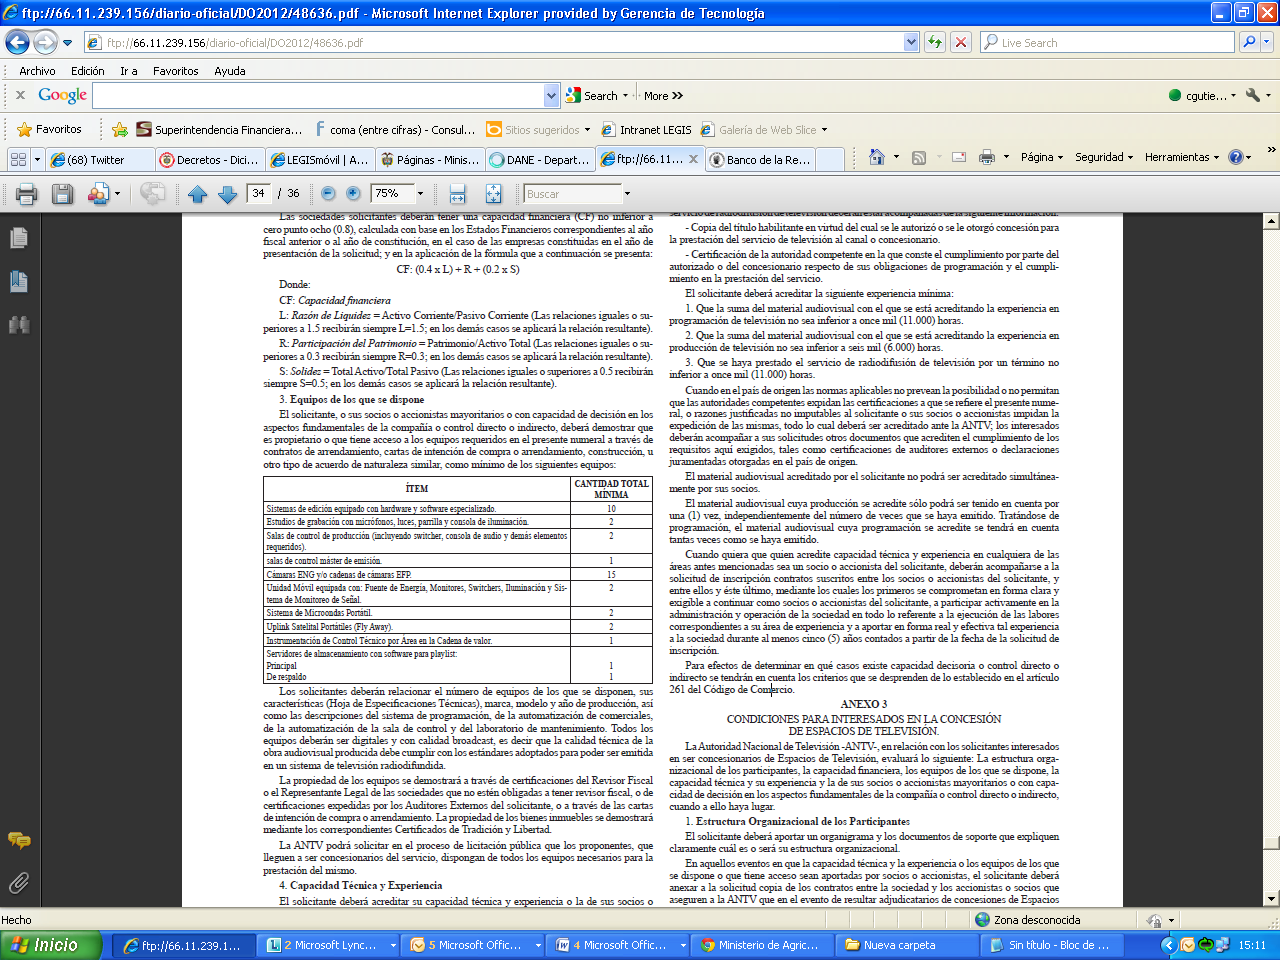 ftp://66.11.239.156/diario-oficial/DO2012/48636.pdf - Microsoft Internet Explorer provided by Gerencia de Tecnología
ftp://66.11.239.156/diario-oficial/DO2012/48636.pdf
Live Search
Archivo Edición Ir a Favoritos Ayuda
x Google Search More >> cgutie...
Favoritos Superintendencia Financiera... coma (entre cifras) - Consul... Sitios sugeridos Intranet LEGIS Galería de Web Slice
(68) Twitter Decretos - Dici... LEGISmóvil | A... Páginas - Minis... DANE - Depart... ftp://66.11.... Banco de la Re... Página Seguridad Herramientas
34 / 36 75% Buscar
Las sociedades solicitantes deberán tener una capacidad financiera (CF) no inferior a
cero punto ocho (0.8), calculada con base en los Estados Financieros correspondientes al año
fiscal anterior o al año de constitución, en el caso de las empresas constituidas en el año de
presentación de la solicitud; y en la aplicación de la fórmula que a continuación se presenta:
CF: (0.4 x L) + R + (0.2 x S)
Donde:
CF: Capacidad financiera
L: Razón de Liquidez = Activo Corriente/Pasivo Corriente (Las relaciones iguales o su-
periores a 1.5 recibirán siempre L=1.5; en los demás casos se aplicará la relación resultante).
R: Participación del Patrimonio = Patrimonio/Activo Total (Las relaciones iguales o su-
periores a 0.3 recibirán siempre R=0.3; en los demás casos se aplicará la relación resultante).
S: Solidez = Total Activo/Total Pasivo (Las relaciones iguales o superiores a 0.5 recibirán
siempre S=0.5; en los demás casos se aplicará la relación resultante).
3. Equipos de los que se dispone
El solicitante, o sus socios o accionistas mayoritarios o con capacidad de decisión en los
aspectos fundamentales de la compañía o control directo o indirecto, deberá demostrar que
es propietario o que tiene acceso a los equipos requeridos en el presente numeral a través de
contratos de arrendamiento, cartas de intención de compra o arrendamiento, construcción, u
otro tipo de acuerdo de naturaleza similar, como mínimo de los siguientes equipos:
ÍTEM CANTIDAD TOTAL
MÍNIMA
Sistemas de edición equipado con hardware y software especializado. 10
Estudios de grabación con micrófonos, luces, parrilla y consola de iluminación. 2
Salas de control de producción (incluyendo switcher, consola de audio y demás elementos 2
requeridos).
salas de control máster de emisión. 1
Cámaras ENG y/o cadenas de cámaras EFP. 15
Unidad Móvil equipada con: Fuente de Energía, Monitores, Switchers, Iluminación y Sis- 2
tema de Monitoreo de Señal.
Sistema de Microondas Portátil. 2
Uplink Satelital Portátiles (Fly Away). 2
Instrumentación de Control Técnico por Área en la Cadena de valor. 1
Servidores de almacenamiento con software para playlist:
Principal 1
De respaldo 1
Los solicitantes deberán relacionar el número de equipos de los que se disponen, sus
características (Hoja de Especificaciones Técnicas), marca, modelo y año de producción, así
como las descripciones del sistema de programación, de la automatización de comerciales,
de la automatización de la sala de control y del laboratorio de mantenimiento. Todos los
equipos deberán ser digitales y con calidad broadcast, es decir que la calidad técnica de la
obra audiovisual producida debe cumplir con los estándares adoptados para poder ser emitida
en un sistema de televisión radiodifundida.
La propiedad de los equipos se demostrará a través de certificaciones del Revisor Fiscal
o el Representante Legal de las sociedades que no estén obligadas a tener revisor fiscal, o de
certificaciones expedidas por los Auditores Externos del solicitante, o a través de las cartas
de intención de compra o arrendamiento. La propiedad de los bienes inmuebles se demostrará
mediante los correspondientes Certificados de Tradición y Libertad.
La ANTV podrá solicitar en el proceso de licitación pública que los proponentes, que
lleguen a ser concesionarios del servicio, dispongan de todos los equipos necesarios para la
prestación del mismo.
4. Capacidad Técnica y Experiencia
El solicitante deberá acreditar su capacidad técnica y experiencia o la de sus socios o
servicio de radiodifusión de televisión deberán estar acompañadas de la siguiente información:
- Copia del título habilitante en virtud del cual se le autorizó o se le otorgó concesión para
la prestación del servicio de televisión al canal o concesionario.
- Certificación de la autoridad competente en la que conste el cumplimiento por parte del
autorizado o del concesionario respecto de sus obligaciones de programación y el cumpli-
miento en la prestación del servicio.
El solicitante deberá acreditar la siguiente experiencia mínima:
1. Que la suma del material audiovisual con el que se está acreditando la experiencia en
programación de televisión no sea inferior a once mil (11.000) horas.
2. Que la suma del material audiovisual con el que se está acreditando la experiencia en
producción de televisión no sea inferior a seis mil (6.000) horas.
3. Que se haya prestado el servicio de radiodifusión de televisión por un término no
inferior a once mil (11.000) horas.
Cuando en el país de origen las normas aplicables no prevean la posibilidad o no permitan
que las autoridades competentes expidan las certificaciones a que se refiere el presente nume-
ral, o razones justificadas no imputables al solicitante o sus socios o accionistas impidan la
expedición de las mismas, todo lo cual deberá ser acreditado ante la ANTV; los interesados
deberán acompañar a sus solicitudes otros documentos que acrediten el cumplimiento de los
requisitos aquí exigidos, tales como certificaciones de auditores externos o declaraciones
juramentadas otorgadas en el país de origen.
El material audiovisual acreditado por el solicitante no podrá ser acreditado simultánea-
mente por sus socios.
El material audiovisual cuya producción se acredite sólo podrá ser tenido en cuenta por
una (1) vez, independientemente del número de veces que se haya emitido. Tratándose de
programación, el material audiovisual cuya programación se acredite se tendrá en cuenta
tantas veces como se haya emitido.
Cuando quiera que quien acredite capacidad técnica y experiencia en cualquiera de las
áreas antes mencionadas sea un socio o accionista del solicitante, deberán acompañarse a la
solicitud de inscripción contratos suscritos entre los socios o accionistas del solicitante, y
entre ellos y éste último, mediante los cuales los primeros se comprometan en forma clara y
exigible a continuar como socios o accionistas del solicitante, a participar activamente en la
administración y operación de la sociedad en todo lo referente a la ejecución de las labores
correspondientes a su área de experiencia y a aportar en forma real y efectiva tal experiencia
a la sociedad durante al menos cinco (5) años contados a partir de la fecha de la solicitud de
inscripción.
Para efectos de determinar en qué casos existe capacidad decisoria o control directo o
indirecto se tendrán en cuenta los criterios que se desprenden de lo establecido en el artículo
261 del Código de Comercio.
ANEXO 3
CONDICIONES PARA INTERESADOS EN LA CONCESIÓN
DE ESPACIOS DE TELEVISIÓN.
La Autoridad Nacional de Televisión -ANTV-, en relación con los solicitantes interesados
en ser concesionarios de Espacios de Televisión, evaluará lo siguiente: La estructura orga-
nizacional de los participantes, la capacidad financiera, los equipos de los que se dispone, la
capacidad técnica y su experiencia y la de sus socios o accionistas mayoritarios o con capa-
cidad de decisión en los aspectos fundamentales de la compañía o control directo o indirecto,
cuando a ello haya lugar.
1. Estructura Organizacional de los Participantes
El solicitante deberá aportar un organigrama y los documentos de soporte que expliquen
claramente cuál es o será su estructura organizacional.
En aquellos eventos en que la capacidad técnica y la experiencia o los equipos de los que
se dispone o que tiene acceso sean aportadas por socios o accionistas, el solicitante deberá
anexar a la solicitud copia de los contratos entre la sociedad y los accionistas o socios que
aseguren a la ANTV que en el evento de resultar adjudicatarios de concesiones de Espacios
Hecho Zona desconocida
Inicio ftp://66.11.239.1... 2 Microsoft Lync... 5 Microsoft Offic... 4 Microsoft Offic... Ministerio de Agric... Nueva carpeta Sin título - Bloc de ... 15:11